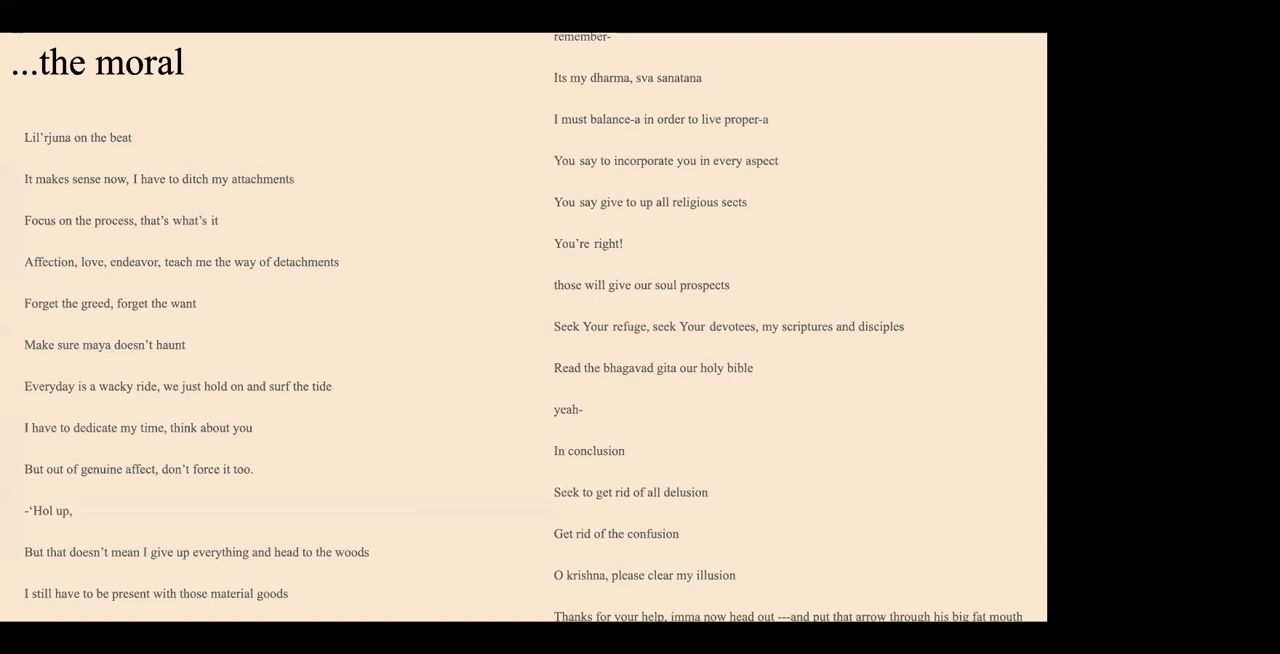 ...the moral
Lil’rjuna on the beat
It makes sense now, I have to ditch my attachments
Focus on the process, that’s what’s it
Affection, love, endeavor, teach me the way of detachments
Forget the greed, forget the want
Make sure maya doesn’t haunt
Everyday is a wacky ride, we just hold on and surf the tide
I have to dedicate my time, think about you
But out of genuine affect, don’t force it too.
-‘Hol up,
But that doesn’t mean I give up everything and head to the woods
I still have to be present with those material goods
remember-
Its my dharma, sva sanatana
I must balance-a in order to live proper-a
You say to incorporate you in every aspect
You say give to up all religious sects
You’re right!
those will give our soul prospects
Seek Your refuge, seek Your devotees, my scriptures and disciples
Read the bhagavad gita our holy bible
yeah-
In conclusion
Seek to get rid of all delusion
Get rid of the confusion
O krishna, please clear my illusion
Thanks for your help, imma now head out ---and put that arrow through his big fat mouth